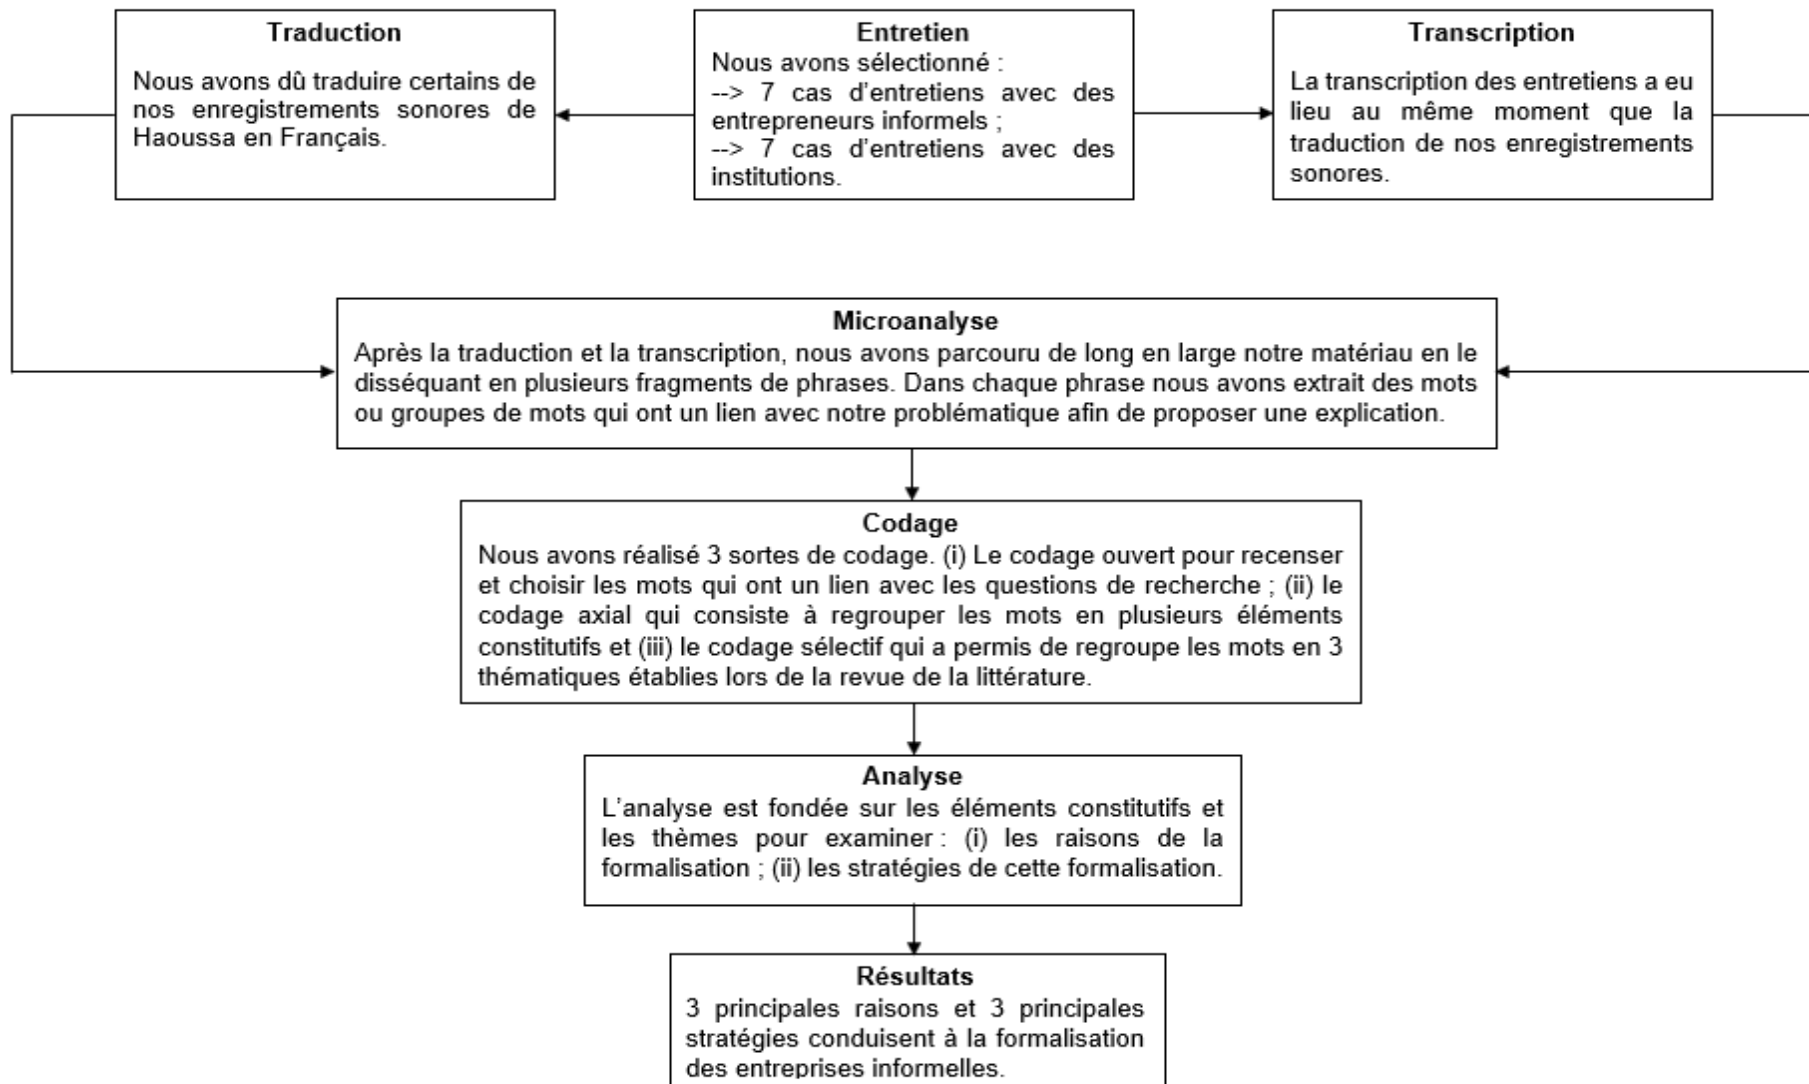 Traduction
Nous avons dû traduire certains de
nos enregistrements sonores de
Haoussa en Français.
Entretien
Nous avons sélectionné :
--> 7 cas d'entretiens avec des
entrepreneurs informels ;
--> 7 cas d'entretiens avec des
institutions.
Transcription
La transcription des entretiens a eu
lieu au même moment que la
traduction de nos enregistrements
sonores.
Microanalyse
Après la traduction et la transcription, nous avons parcouru de long en large notre matériau en le
disséquant en plusieurs fragments de phrases. Dans chaque phrase nous avons extrait des mots
ou groupes de mots qui ont un lien avec notre problématique afin de proposer une explication.
Codage
Nous avons réalisé 3 sortes de codage. (i) Le codage ouvert pour recenser
et choisir les mots qui ont un lien avec les questions de recherche ; (ii) le
codage axial qui consiste à regrouper les mots en plusieurs éléments
constitutifs et (iii) le codage sélectif qui a permis de regroupe les mots en 3
thématiques établies lors de la revue de la littérature.
Analyse
L'analyse est fondée sur les éléments constitutifs et
les thèmes pour examiner : (i) les raisons de la
formalisation ; (ii) les stratégies de cette formalisation.
Résultats
3 principales raisons et 3 principales
stratégies conduisent à la formalisation
des entreprises informelles.